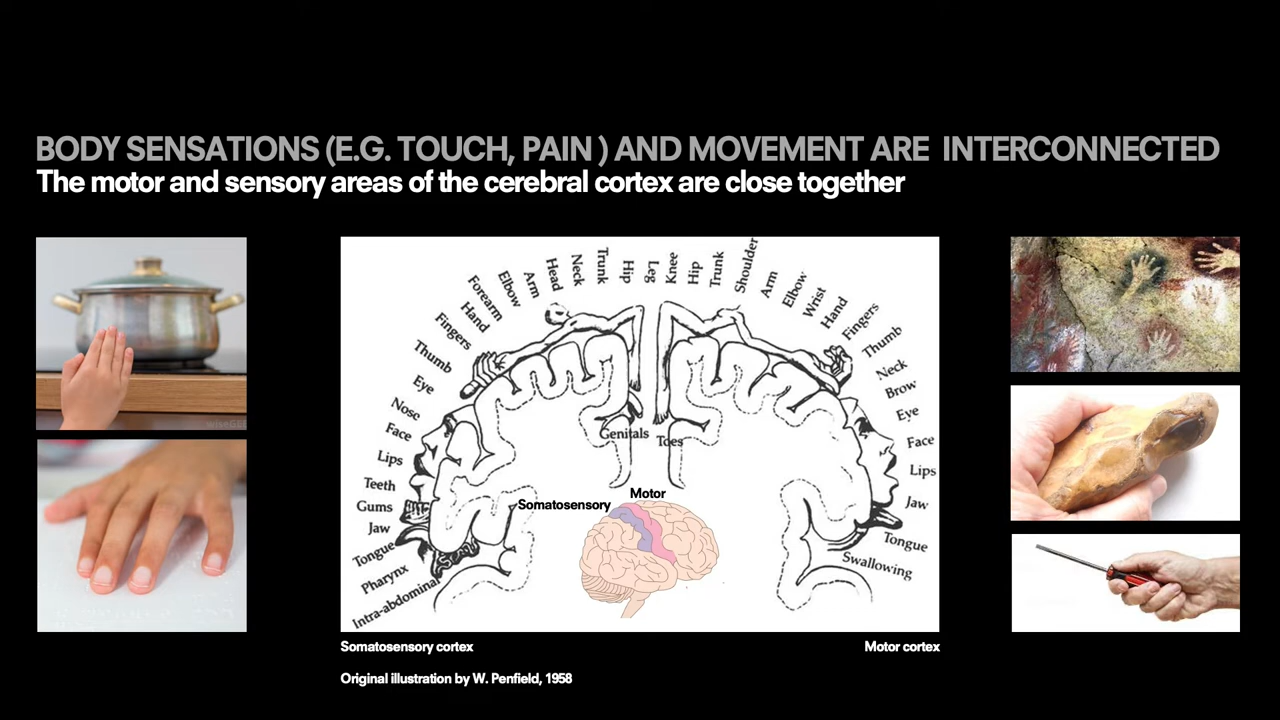 BODY SENSATIONS (E.G. TOUCH, PAIN ) AND MOVEMENT ARE  INTERCONNECTED
The motor and sensory areas of the cerebral cortex are close together
Intra-abdominal
Pharynx
Tongue
Jaw
Gums
Teeth
Lips
Face
Nose
Eye
Thumb
Fingers
Hand
Forearm
Elbow
Arm
Head
Neck
Trunk
Hip
Leg
Genitals
Toes
Knee
Hip
Trunk
Shoulder
Arm
Elbow
Wrist
Hand
Fingers
Thumb
Neck
Brow
Eye
Face
Lips
Jaw
Tongue
Swallowing
Motor
Somatosensory
Somatosensory cortex
Motor cortex
Original illustration by W. Penfield, 1958